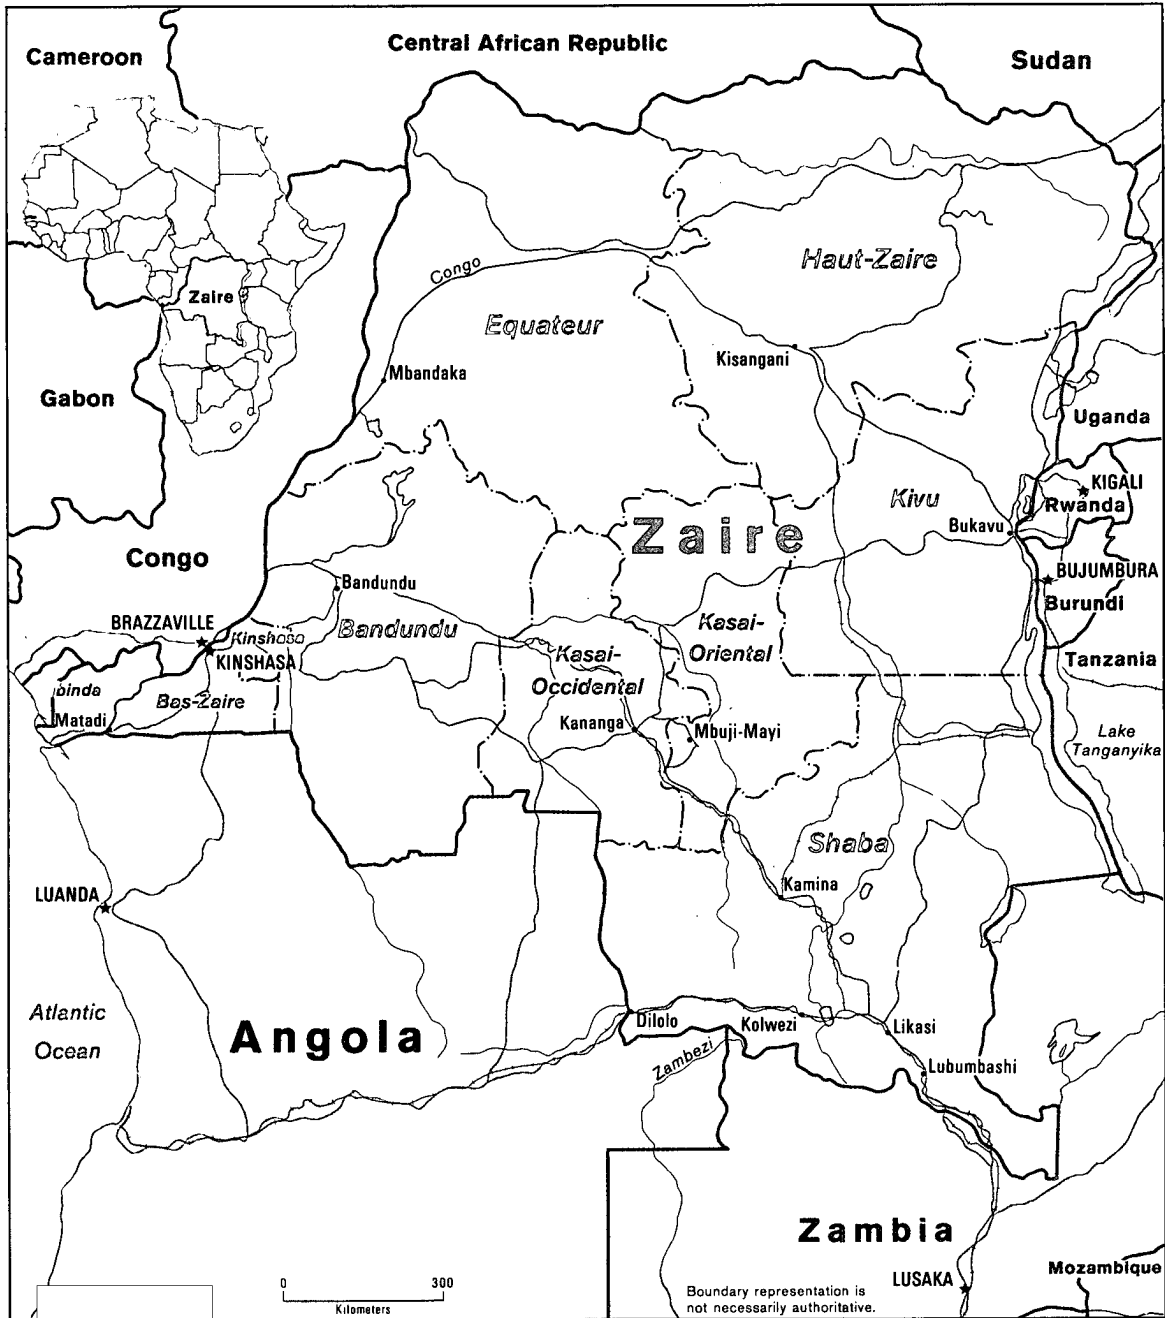 Cameroon
Central African Republic
Sudan
Zaire
Haut-Zaire
Congo
Equateur
Kisangani
Mbandaka
Gabon
Uganda
Kivu
KIGALI
Rwanda
Zaire
Bukavu
Congo
BUJUMBURA
Burundi
Bandundu
BRAZZAVILLE
Kinshasa
Bandundu
Kasai-
Oriental
KINSHASA
Kasai-
Occidental
Tanzania
binda
Bas-Zaire
Matadi
Kananga
Mbuji-Mayi
Lake
Tanganyika
Shaba
Kamina
LUANDA
Atlantic
Ocean
Angola
Dilolo
Kolwezi
Likasi
Zambezi
Lubumbashi
Zambia
Mozambique
LUSAKA
0 300
Kilometers
Boundary representation is
not necessarily authoritative.